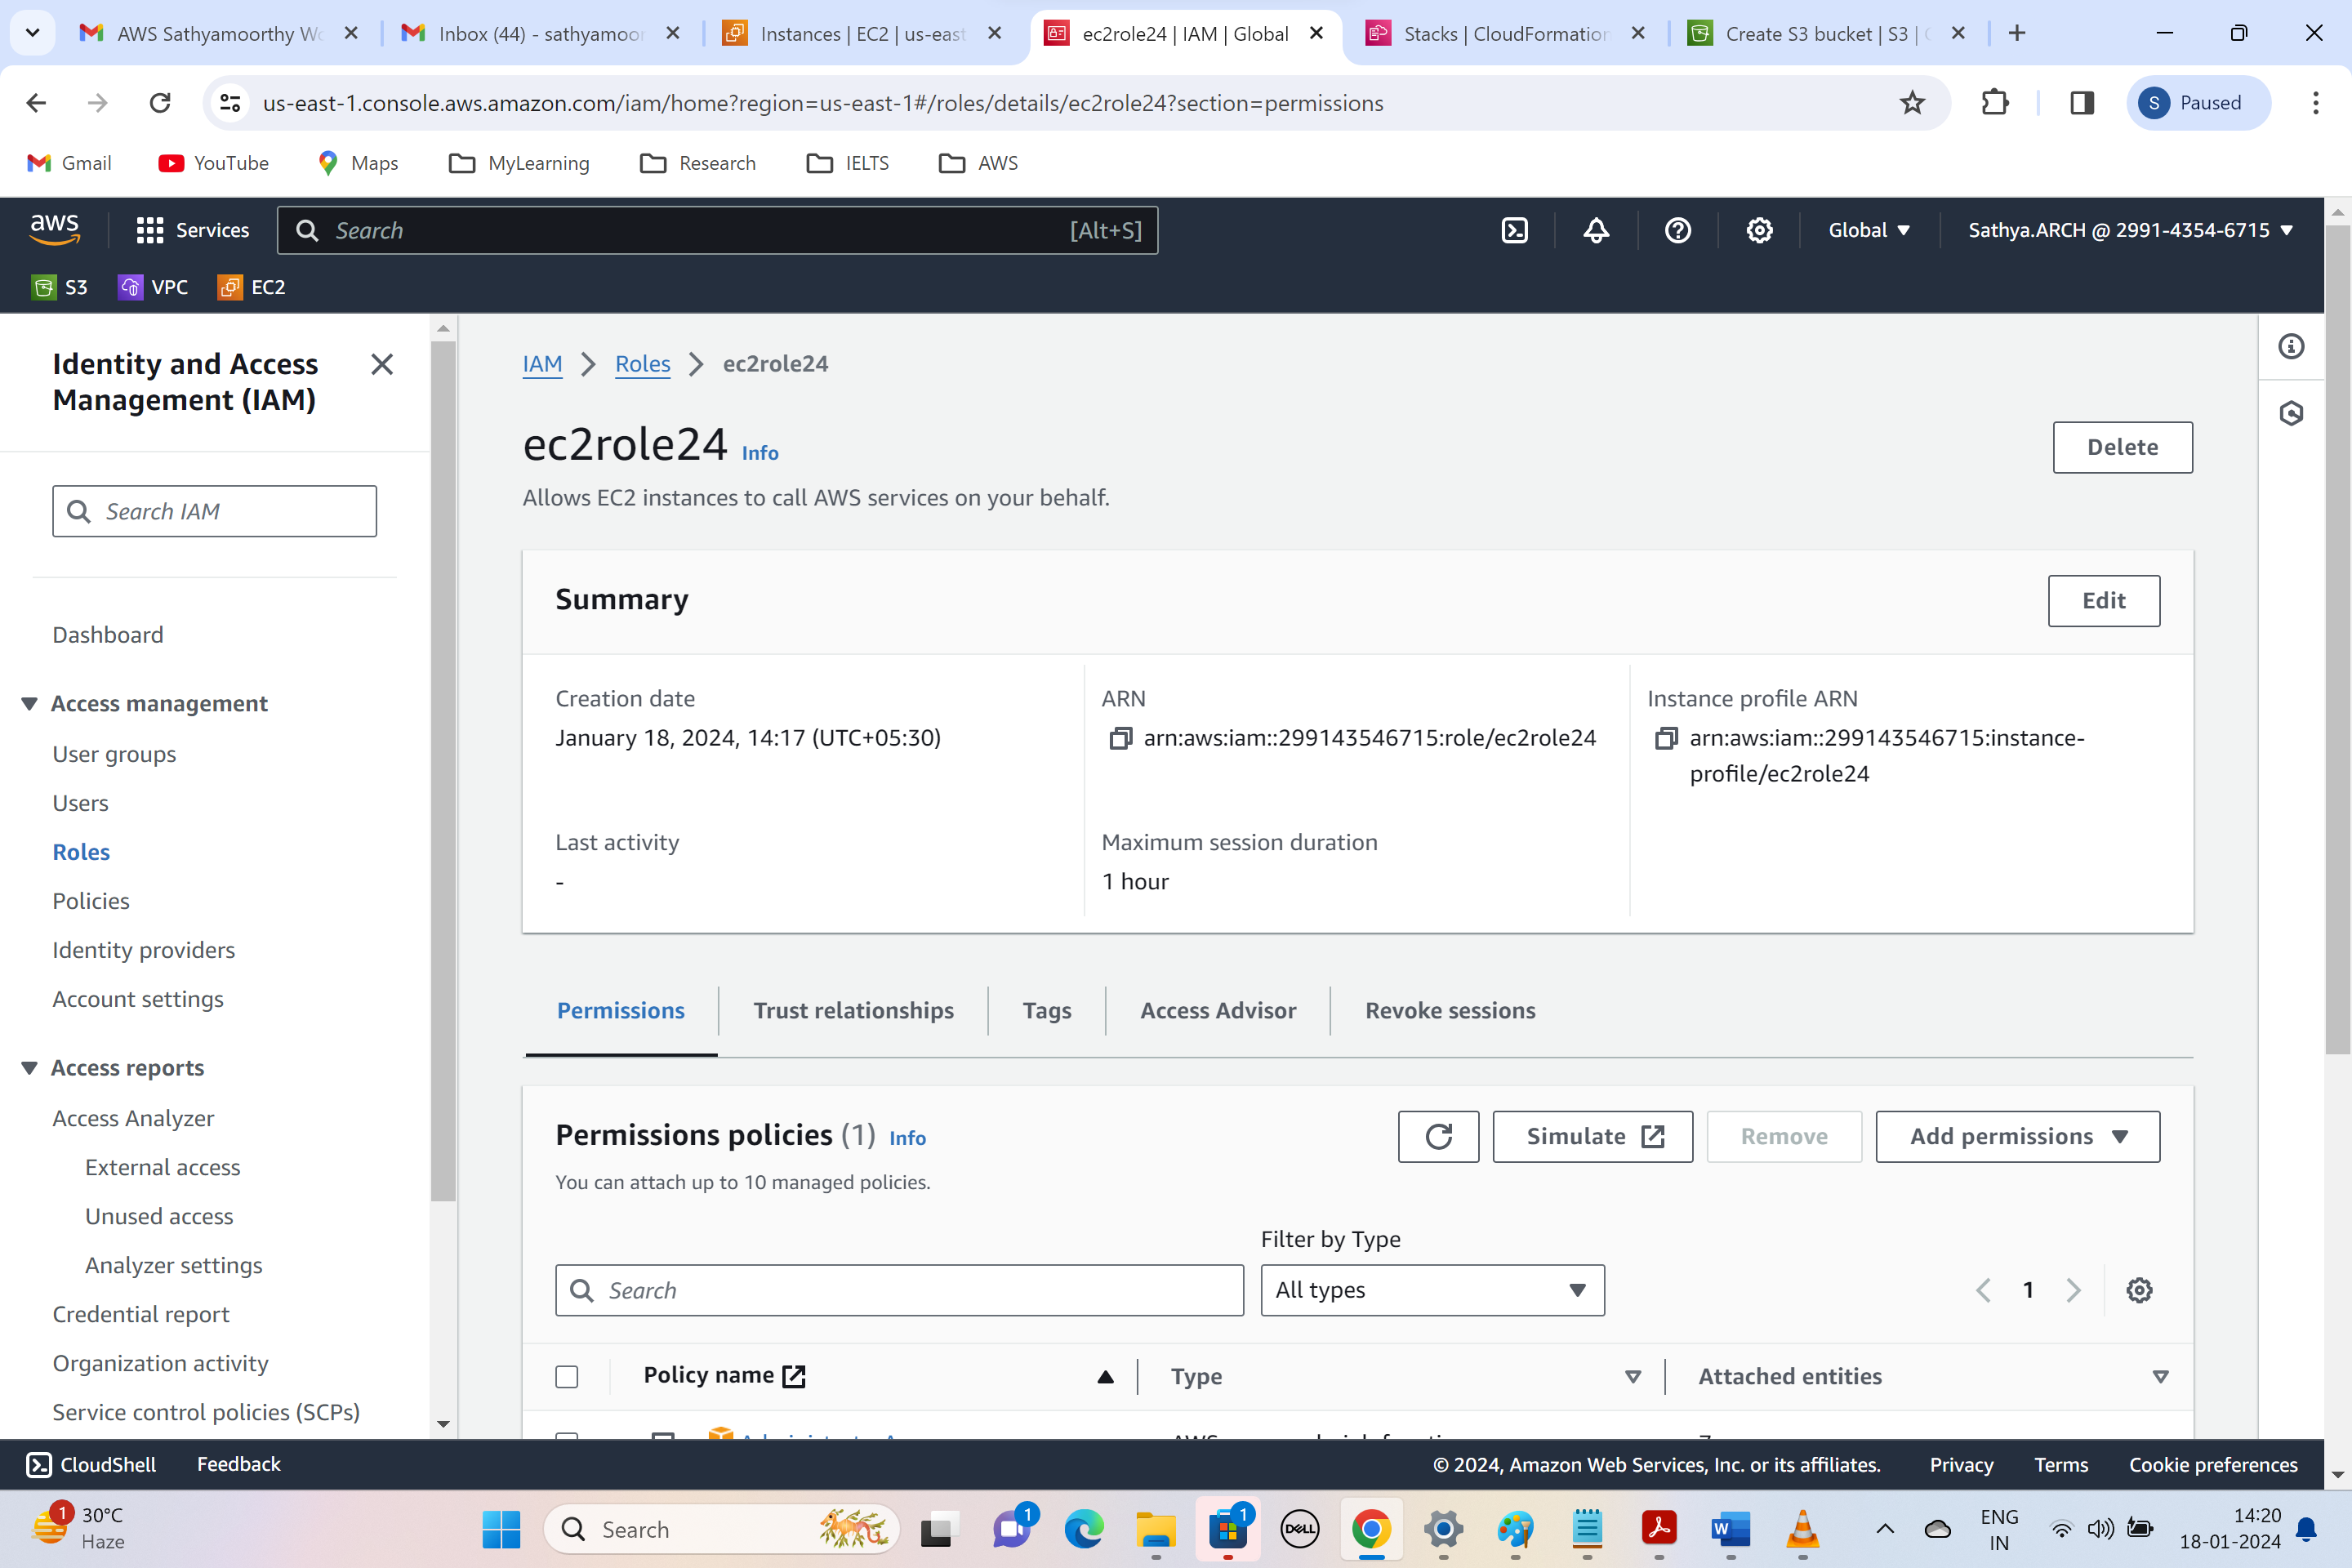 AWS Sathyamoorthy Wo
Inbox (44) - sathyamoor
Instances | EC2 | us-east
ec2role24 | IAM | Global
Stacks | CloudFormation
Create S3 bucket | S3 |
us-east-1.console.aws.amazon.com/iam/home?region=us-east-1#/roles/details/ec2role24?section=permissions
S
Paused
Gmail
YouTube
Maps
MyLearning
Research
IELTS
AWS
aws
Services
Search
[Alt+S]
Global
Sathya.ARCH @ 2991-4354-6715
S3
VPC
EC2
Identity and Access
Management (IAM)
Search IAM
Dashboard
Access management
User groups
Users
Roles
Policies
Identity providers
Account settings
Access reports
Access Analyzer
External access
Unused access
Analyzer settings
Credential report
Organization activity
Service control policies (SCPs)
IAM
Roles
ec2role24
ec2role24 Info
Delete
Allows EC2 instances to call AWS services on your behalf.
Summary
Edit
Creation date
January 18, 2024, 14:17 (UTC+05:30)
ARN
arn:aws:iam::299143546715:role/ec2role24
Instance profile ARN
arn:aws:iam::299143546715:instance-
profile/ec2role24
Last activity
-
Maximum session duration
1 hour
Permissions
Trust relationships
Tags
Access Advisor
Revoke sessions
Permissions policies (1) Info
Simulate
Remove
Add permissions
You can attach up to 10 managed policies.
Filter by Type
Search
All types
1
Policy name
Type
Attached entities
CloudShell
Feedback
© 2024, Amazon Web Services, Inc. or its affiliates.
Privacy
Terms
Cookie preferences
1
30°C
Haze
Search
1
1
DELL
W
ENG
IN
14:20
18-01-2024